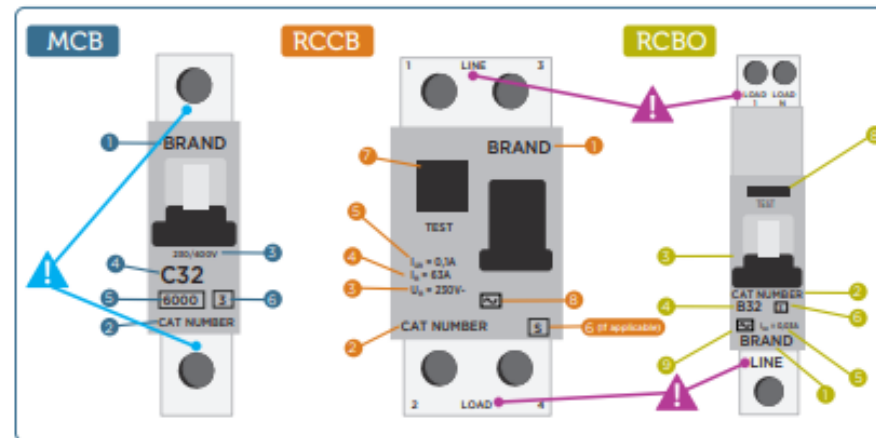 MCB
RCCB
RCBO
1 LINE 3
LOAD LOAD
1 N
1 BRAND
BRAND 1
7
8
TEST
TEST
5
230/400V 3
3
4 C32
4
5 6000 3 6
2 CAT NUMBER
IΔn = 0,1A
In = 63A
3 Un = 230V~
8
2 CAT NUMBER
S 6 (If applicable)
CAT NUMBER 2
4 B32
6
IΔn = 0,03A
9
BRAND
LINE
5
1
2 LOAD 4